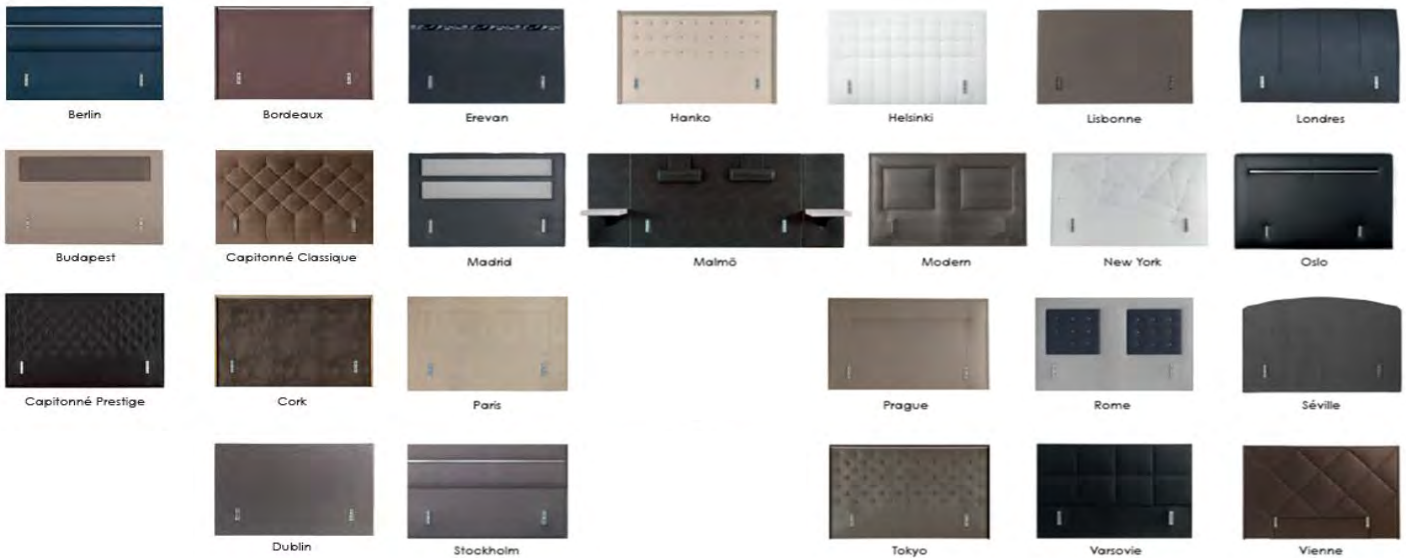 Berlin
Bordeaux
Erevan
Hanko
Helsinki
Lisbonne
Londres
Budapest
Capitonné Classique
Madrid
Malmö
Modern
New York
Oslo
Capitonné Prestige
Cork
Paris
Prague
Rome
Séville
Dublin
Stockholm
Tokyo
Varsovie
Vienne